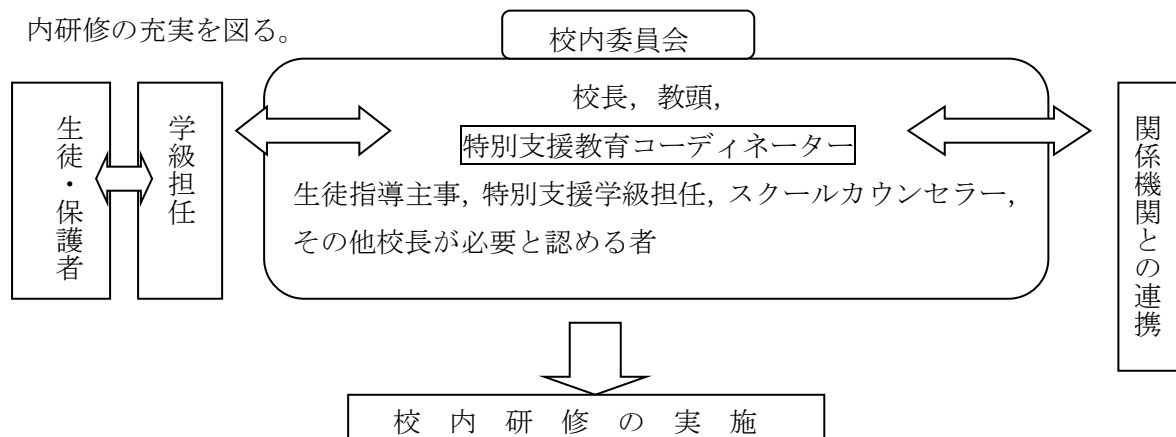 内研修の充実を図る。
校内委員会
生徒・保護者
学級担任
校長，教頭，
特別支援教育コーディネーター
生徒指導主事，特別支援学級担任，スクールカウンセラー，
その他校長が必要と認める者
関係機関との連携
校内研修の実施